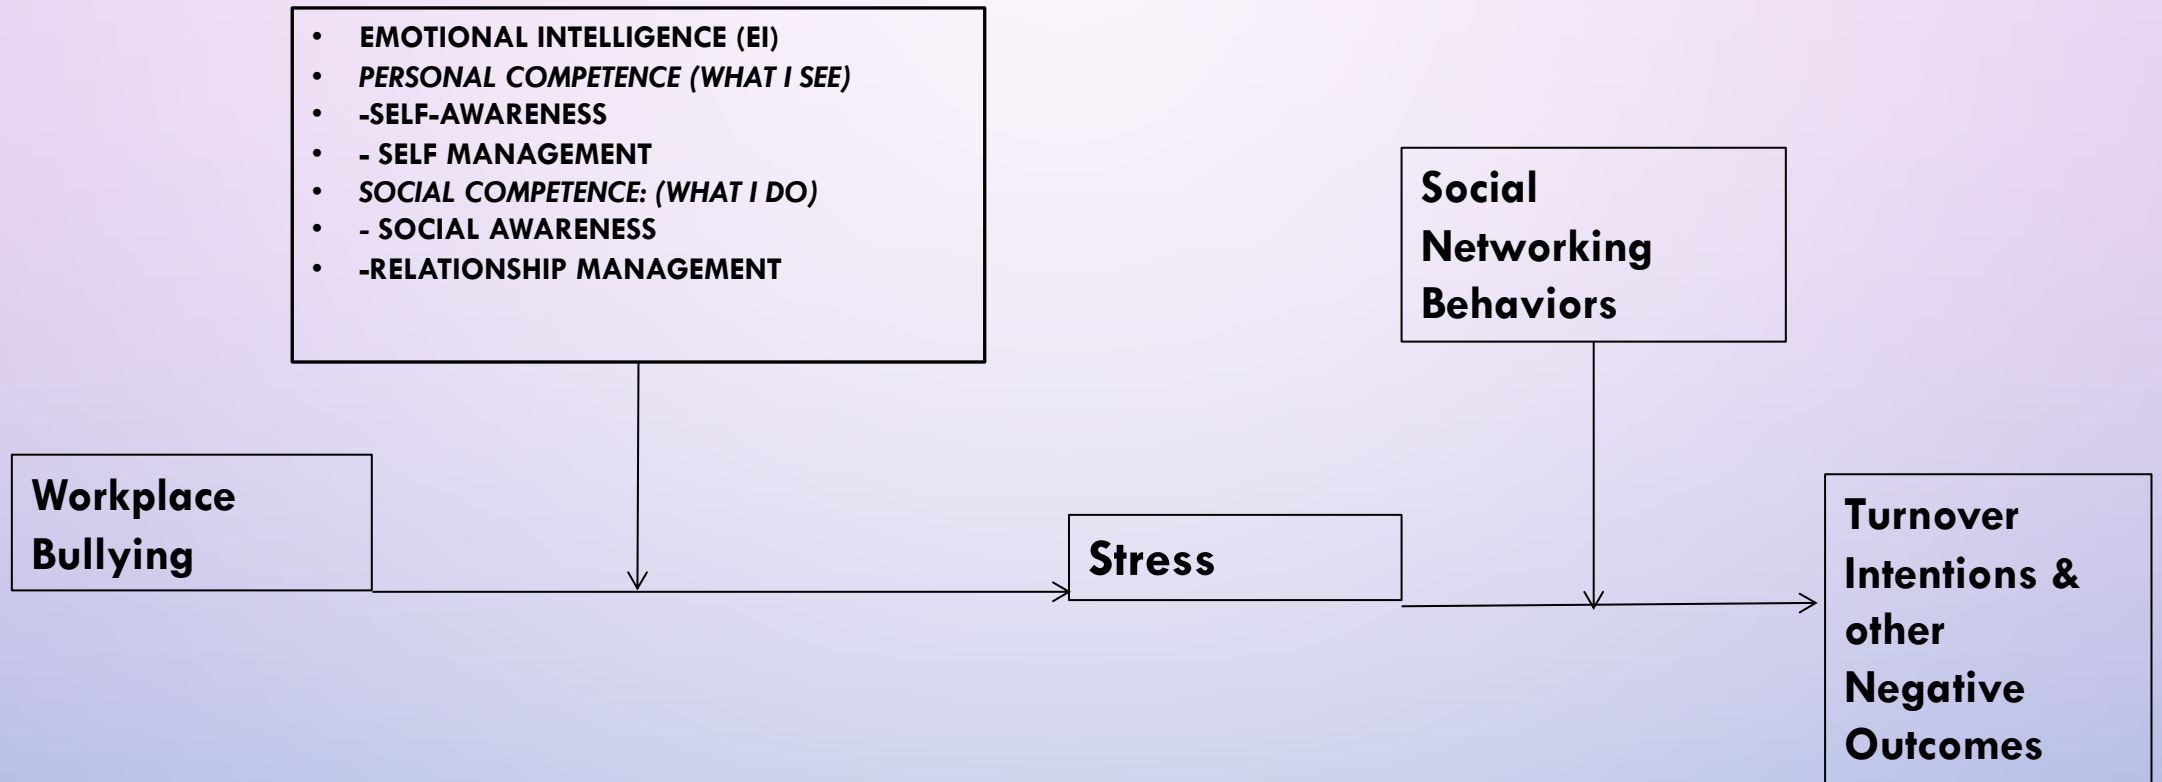 • EMOTIONAL INTELLIGENCE (EI)
• PERSONAL COMPETENCE (WHAT I SEE)
• -SELF-AWARENESS
• - SELF MANAGEMENT
• SOCIAL COMPETENCE: (WHAT I DO)
• - SOCIAL AWARENESS
• -RELATIONSHIP MANAGEMENT
Social
Networking
Behaviors
Workplace
Bullying
Stress
Turnover
Intentions &
other
Negative
Outcomes